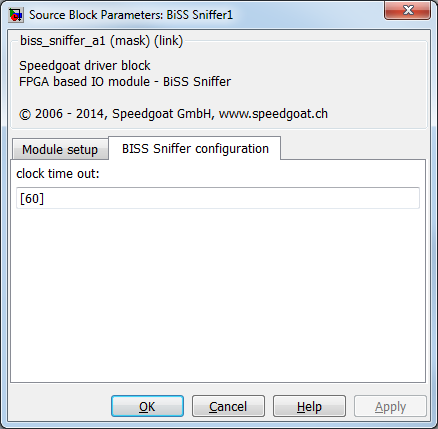 Source Block Parameters: BiSS Sniffer1
biss_sniffer_a1 (mask) (link)
Speedgoat driver block
FPGA based IO module - BiSS Sniffer
© 2006 - 2014, Speedgoat GmbH, www.speedgoat.ch
Module setup
BISS Sniffer configuration
clock time out:
[60]
OK
Cancel
Help
Apply